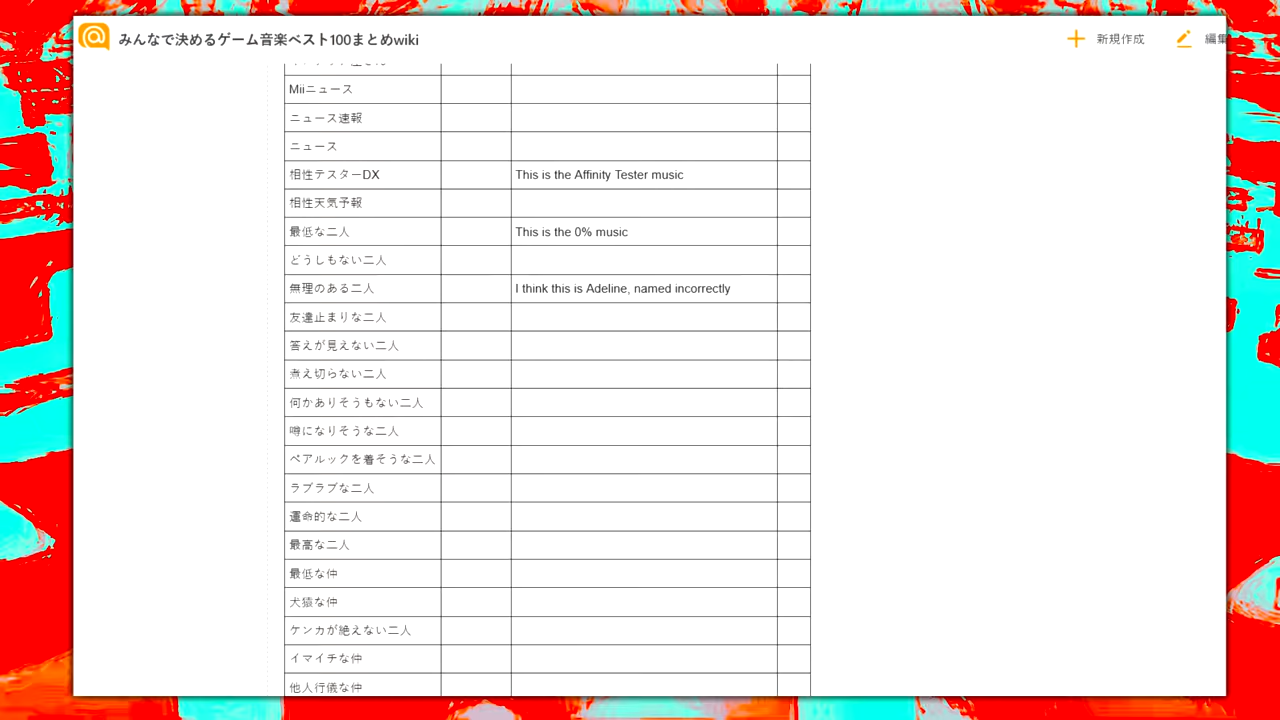 みんなで決めるゲーム音楽ベスト100まとめwiki
新規作成
編集
Miiニュース
ニュース速報
ニュース
相性テスターDX This is the Affinity Tester music
相性天気予報
最低な二人 This is the 0% music
どうしもない二人
無理のある二人 I think this is Adeline, named incorrectly
友達止まりな二人
答えが見えない二人
煮え切らない二人
何かありそうもない二人
噂になりそうな二人
ペアルックを着そうな二人
ラブラブな二人
運命的な二人
最高な二人
最低な仲
犬猿な仲
ケンカが絶えない二人
イマイチな仲
他人行儀な仲